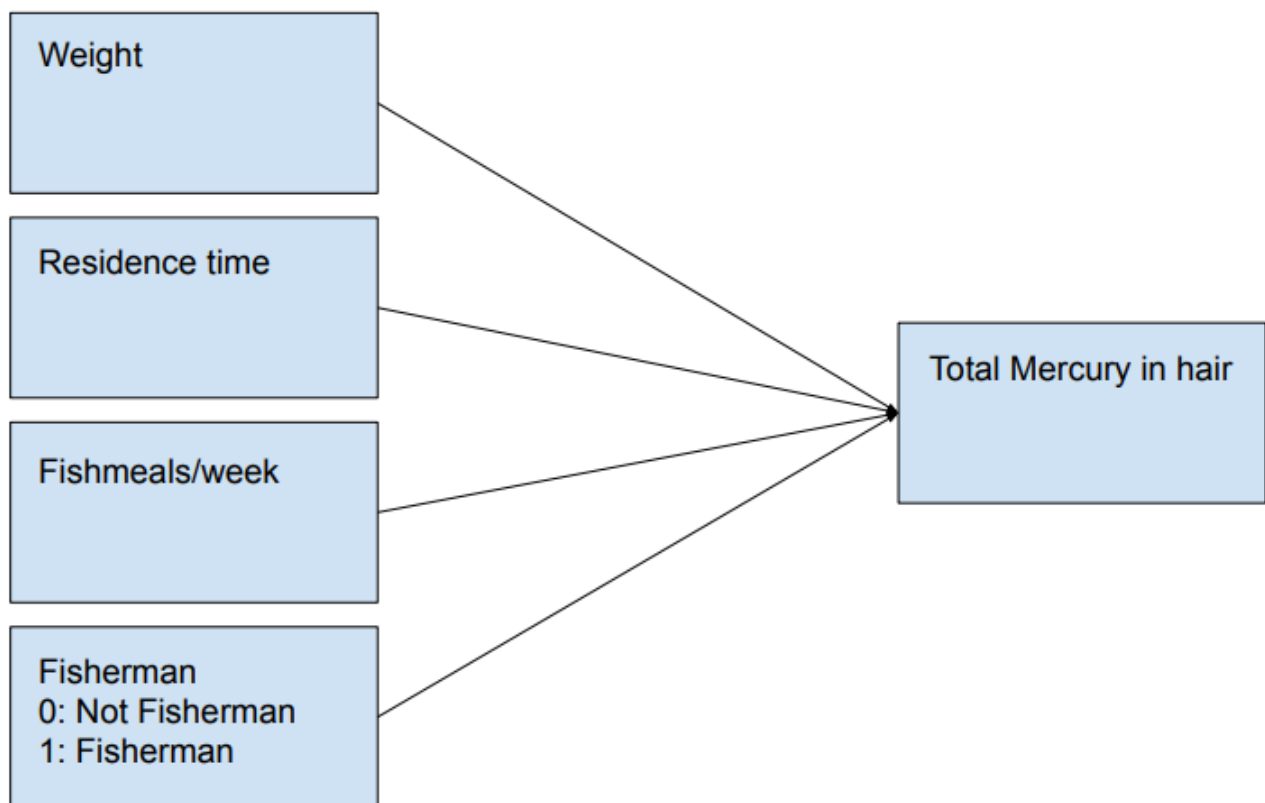 Weight
Residence time
Fishmeals/week
Fisherman
0: Not Fisherman
1: Fisherman
Total Mercury in hair